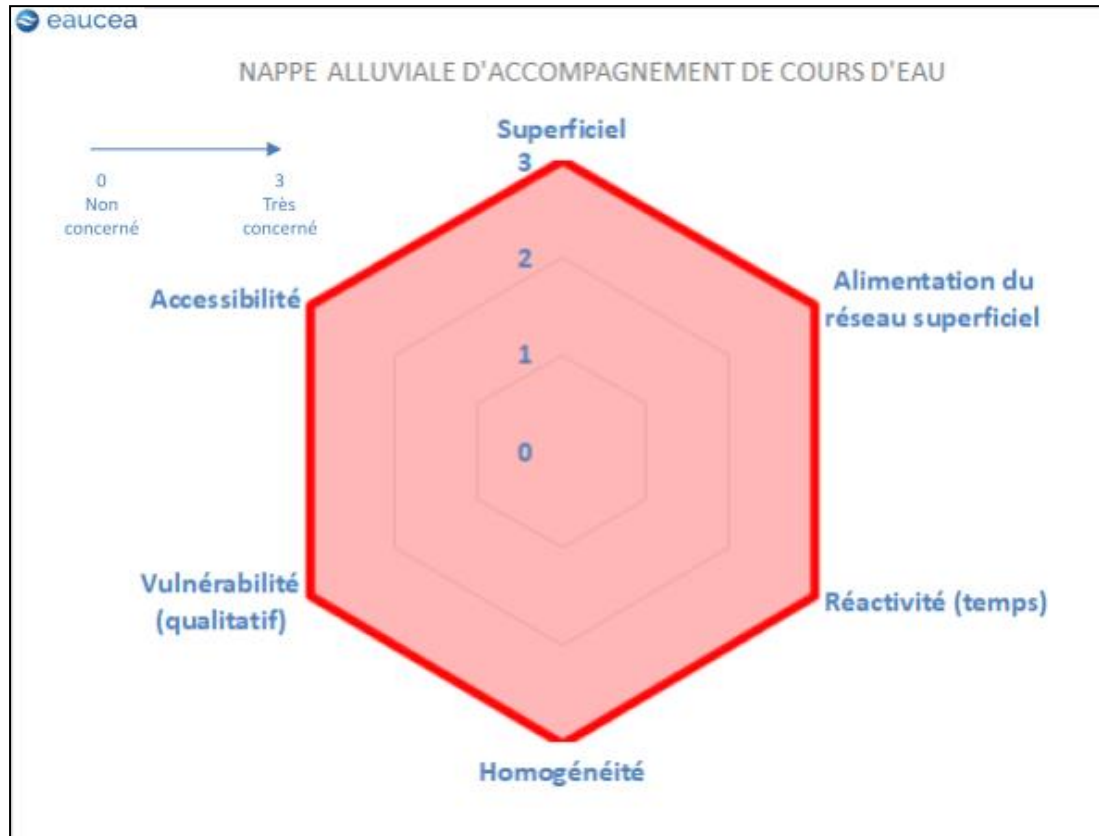 eaucea
NAPPE ALLUVIALE D'ACCOMPAGNEMENT DE COURS D'EAU
0
Non
concerné
3
Très
concerné
Superficiel
3
2
1
0
Accessibilité
Alimentation du
réseau superficiel
Vulnérabilité
(qualitatif)
Réactivité (temps)
Homogénéité